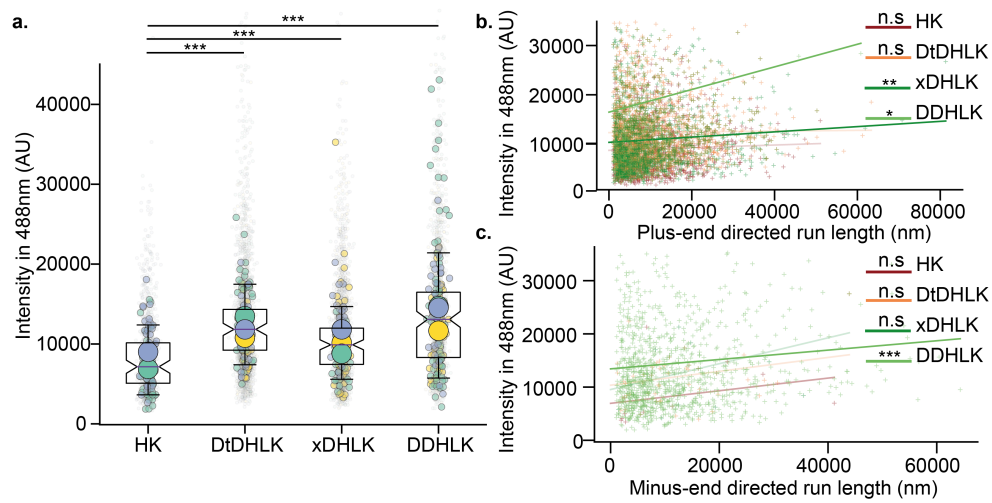 a.
***
***
***
Intensity in 488nm (AU)
40000
30000
20000
10000
0
HK
DtDHLK
xDHLK
DDHLK
b.
Intensity in 488nm (AU)
30000
20000
10000
0
n.s HK
n.s DtDHLK
** xDHLK
* DDHLK
0 20000 40000 60000 80000
Plus-end directed run length (nm)
c.
Intensity in 488nm (AU)
30000
20000
10000
0
n.s HK
n.s DtDHLK
n.s xDHLK
*** DDHLK
0 20000 40000 60000
Minus-end directed run length (nm)